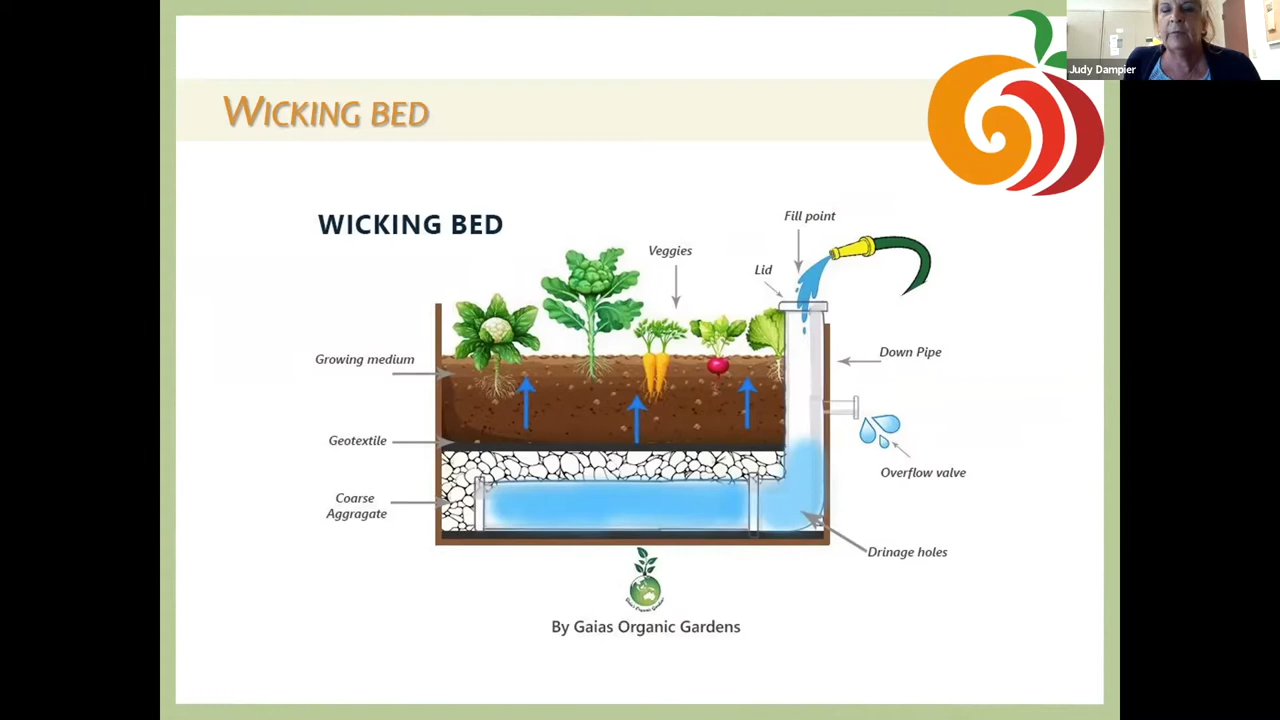 Judy Dampier
WICKING BED
WICKING BED
Fill point
Veggies
Lid
Growing medium
Down Pipe
Geotextile
Overflow valve
Coarse
Aggragate
Drinage holes
By Gaias Organic Gardens